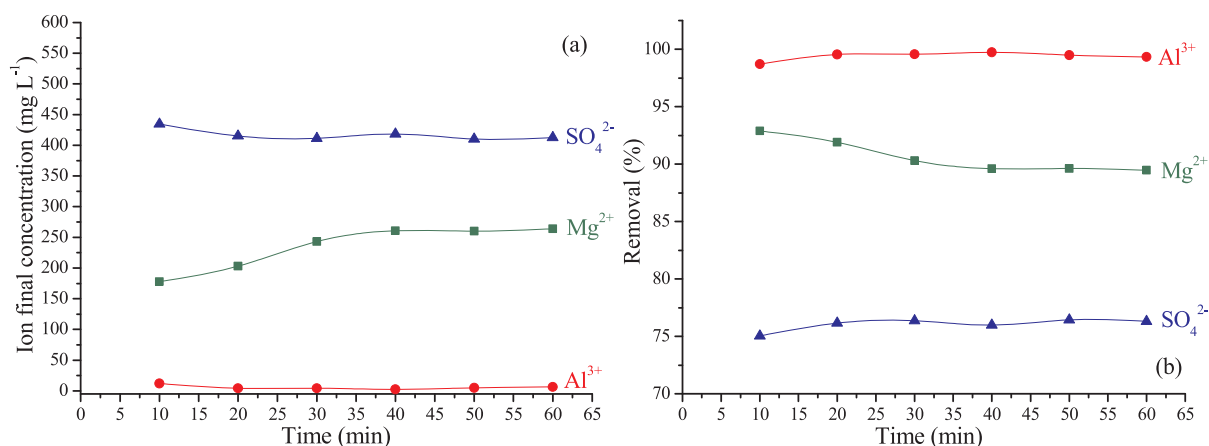 (a)
Ion final concentration (mg L⁻¹)
600
550
500
450
400
350
300
250
200
150
100
50
0
SO₄²⁻
Mg²⁺
Al³⁺
0 5 10 15 20 25 30 35 40 45 50 55 60 65
Time (min)
Removal (%)
100
95
90
85
80
75
70
Al³⁺
Mg²⁺
SO₄²⁻
(b)
0 5 10 15 20 25 30 35 40 45 50 55 60 65
Time (min)